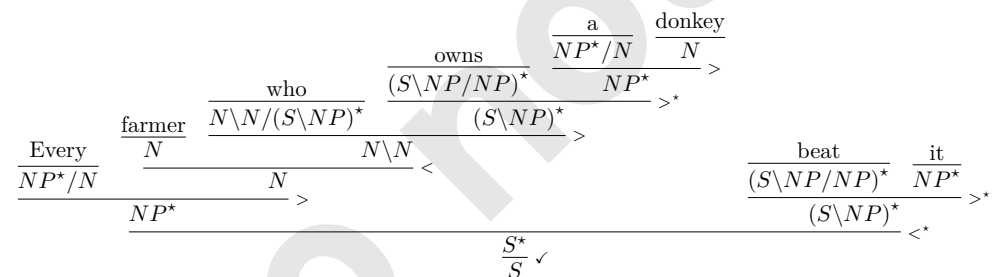 a donkey
NP⋆/N N
owns >
(S\NP/NP)⋆ NP⋆
who >⋆
N\N/(S\NP)⋆ (S\NP)⋆
farmer >
Every N N\N beat it
NP⋆/N < (S\NP/NP)⋆ NP⋆
N >⋆
> (S\NP)⋆
NP⋆
<⋆
S⋆
✓
S